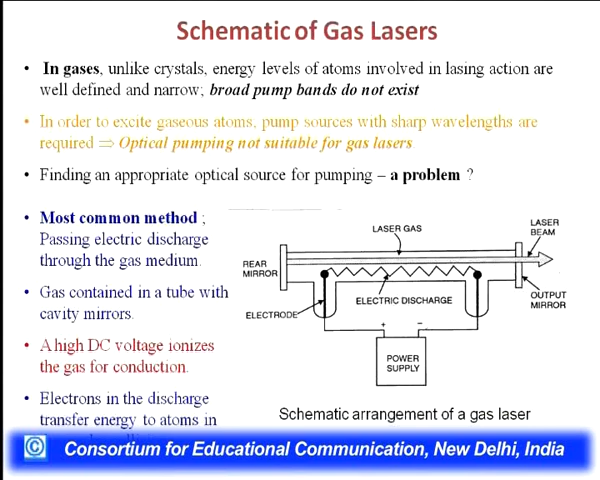 Schematic of Gas Lasers
• In gases, unlike crystals, energy levels of atoms involved in lasing action are
well defined and narrow; broad pump bands do not exist
• In order to excite gaseous atoms, pump sources with sharp wavelengths are
required ⇒ Optical pumping not suitable for gas lasers
• Finding an appropriate optical source for pumping – a problem ?
• Most common method ;
Passing electric discharge
through the gas medium.
• Gas contained in a tube with
cavity mirrors.
• A high DC voltage ionizes
the gas for conduction.
• Electrons in the discharge
transfer energy to atoms in
LASER GAS
LASER
BEAM
REAR
MIRROR
ELECTRIC DISCHARGE
OUTPUT
MIRROR
ELECTRODE
+ −
POWER
SUPPLY
Schematic arrangement of a gas laser
© Consortium for Educational Communication, New Delhi, India